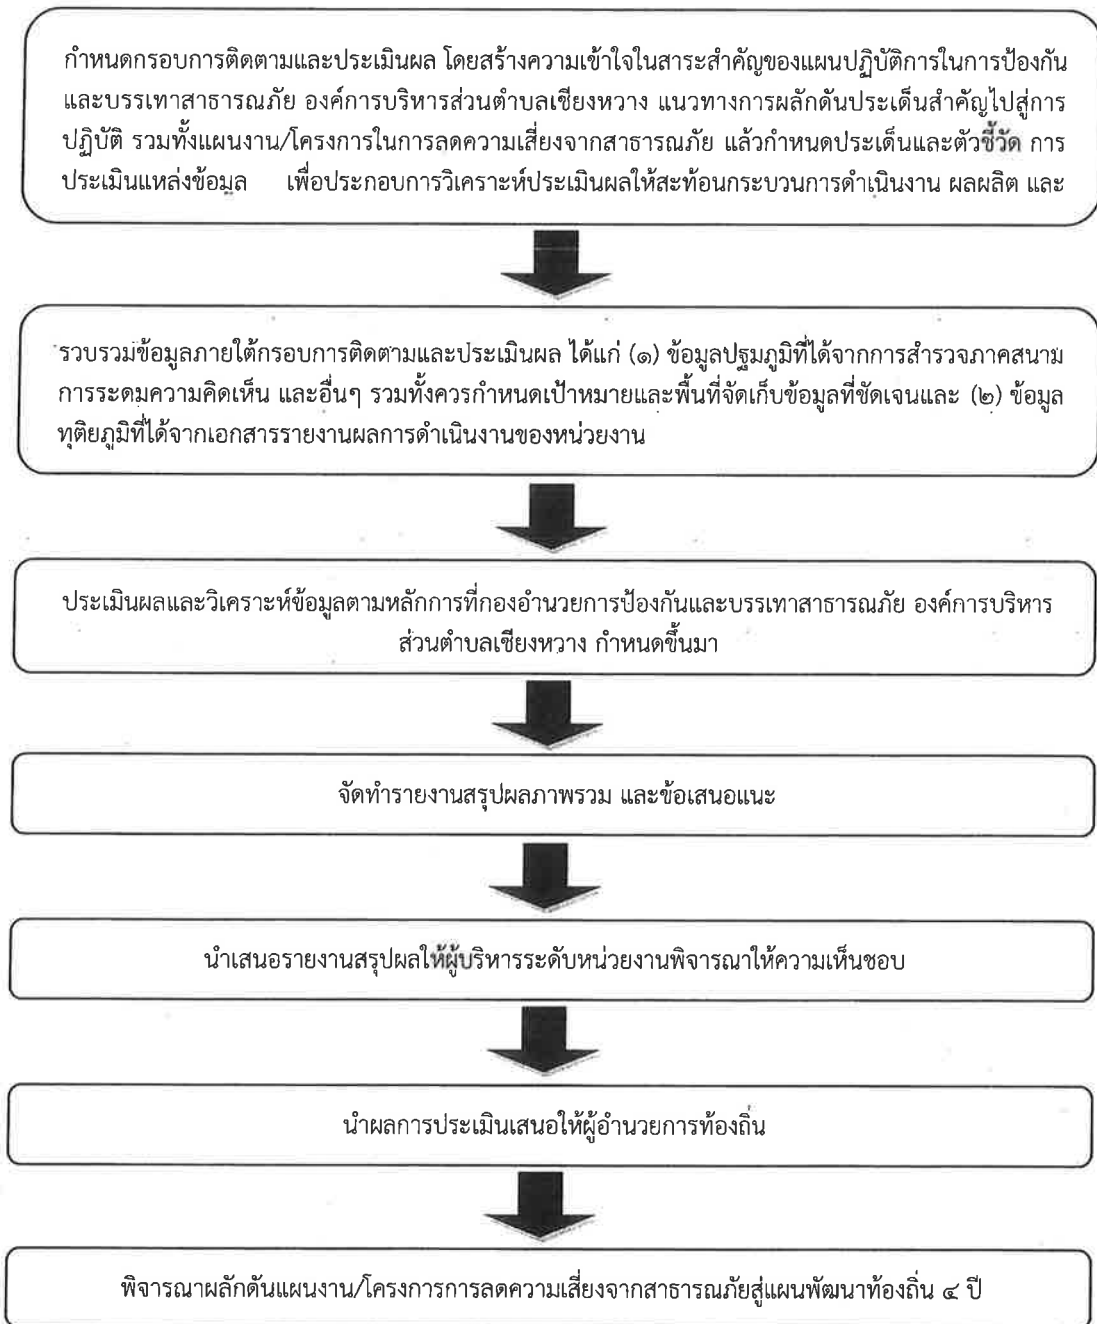 กำหนดกรอบการติดตามและประเมินผล โดยสร้างความเข้าใจในสาระสำคัญของแผนปฏิบัติการในการป้องกัน
และบรรเทาสาธารณภัย องค์การบริหารส่วนตำบลเชียงหวาง แนวทางการผลักดันประเด็นสำคัญไปสู่การ
ปฏิบัติ รวมทั้งแผนงาน/โครงการในการลดความเสี่ยงจากสาธารณภัย แล้วกำหนดประเด็นและตัวชี้วัด การ
ประเมินแหล่งข้อมูล เพื่อประกอบการวิเคราะห์ประเมินผลให้สะท้อนกระบวนการดำเนินงาน ผลผลิต และ
รวบรวมข้อมูลภายใต้กรอบการติดตามและประเมินผล ได้แก่ (๑) ข้อมูลปฐมภูมิที่ได้จากการสำรวจภาคสนาม
การระดมความคิดเห็น และอื่นๆ รวมทั้งควรกำหนดเป้าหมายและพื้นที่จัดเก็บข้อมูลที่ชัดเจนและ (๒) ข้อมูล
ทุติยภูมิที่ได้จากเอกสารรายงานผลการดำเนินงานของหน่วยงาน
ประเมินผลและวิเคราะห์ข้อมูลตามหลักการที่กองอำนวยการป้องกันและบรรเทาสาธารณภัย องค์การบริหาร
ส่วนตำบลเชียงหวาง กำหนดขึ้นมา
จัดทำรายงานสรุปผลภาพรวม และข้อเสนอแนะ
นำเสนอรายงานสรุปผลให้ผู้บริหารระดับหน่วยงานพิจารณาให้ความเห็นชอบ
นำผลการประเมินเสนอให้ผู้อำนวยการท้องถิ่น
พิจารณาผลักดันแผนงาน/โครงการการลดความเสี่ยงจากสาธารณภัยสู่แผนพัฒนาท้องถิ่น ๔ ปี